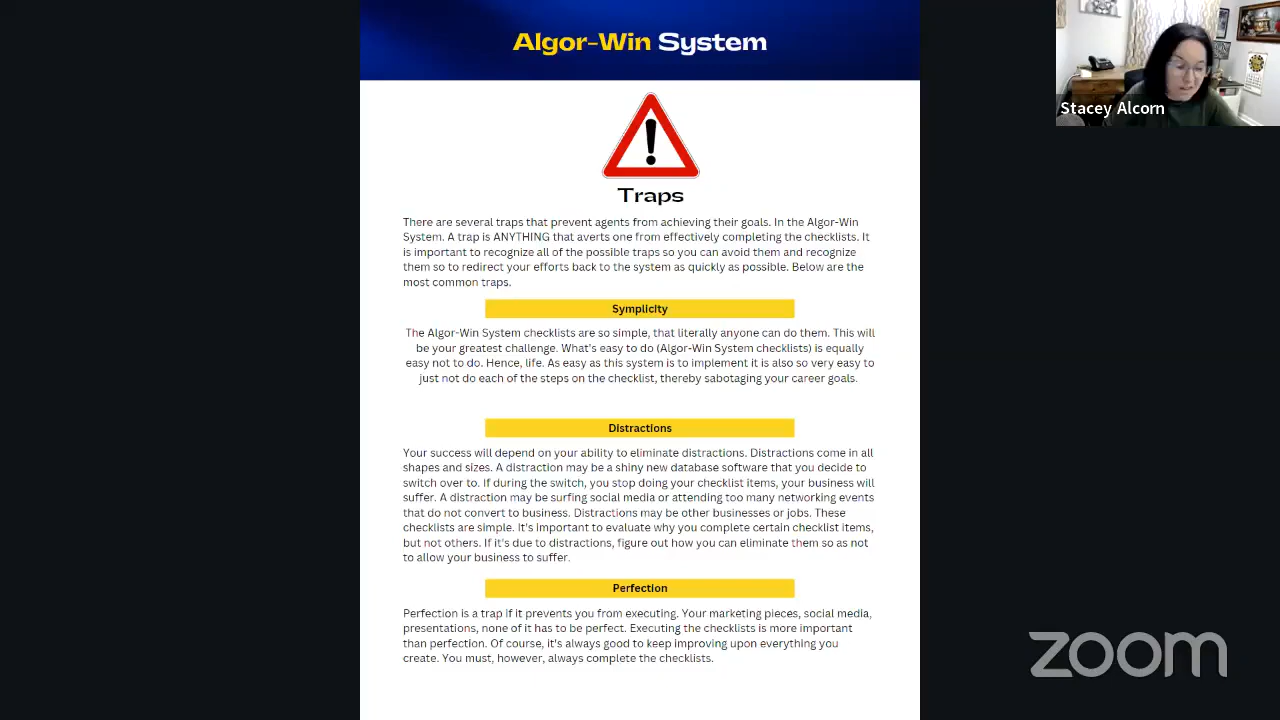 Algor-Win System
Stacey Alcorn
Traps
There are several traps that prevent agents from achieving their goals. In the Algor-Win
System. A trap is ANYTHING that averts one from effectively completing the checklists. It
is important to recognize all of the possible traps so you can avoid them and recognize
them so to redirect your efforts back to the system as quickly as possible. Below are the
most common traps.
Symplicity
The Algor-Win System checklists are so simple, that literally anyone can do them. This will
be your greatest challenge. What's easy to do (Algor-Win System checklists) is equally
easy not to do. Hence, life. As easy as this system is to implement it is also so very easy to
just not do each of the steps on the checklist, thereby sabotaging your career goals.
Distractions
Your success will depend on your ability to eliminate distractions. Distractions come in all
shapes and sizes. A distraction may be a shiny new database software that you decide to
switch over to. If during the switch, you stop doing your checklist items, your business will
suffer. A distraction may be surfing social media or attending too many networking events
that do not convert to business. Distractions may be other businesses or jobs. These
checklists are simple. It's important to evaluate why you complete certain checklist items,
but not others. If it's due to distractions, figure out how you can eliminate them so as not
to allow your business to suffer.
Perfection
Perfection is a trap if it prevents you from executing. Your marketing pieces, social media,
presentations, none of it has to be perfect. Executing the checklists is more important
than perfection. Of course, it's always good to keep improving upon everything you
create. You must, however, always complete the checklists.
zoom